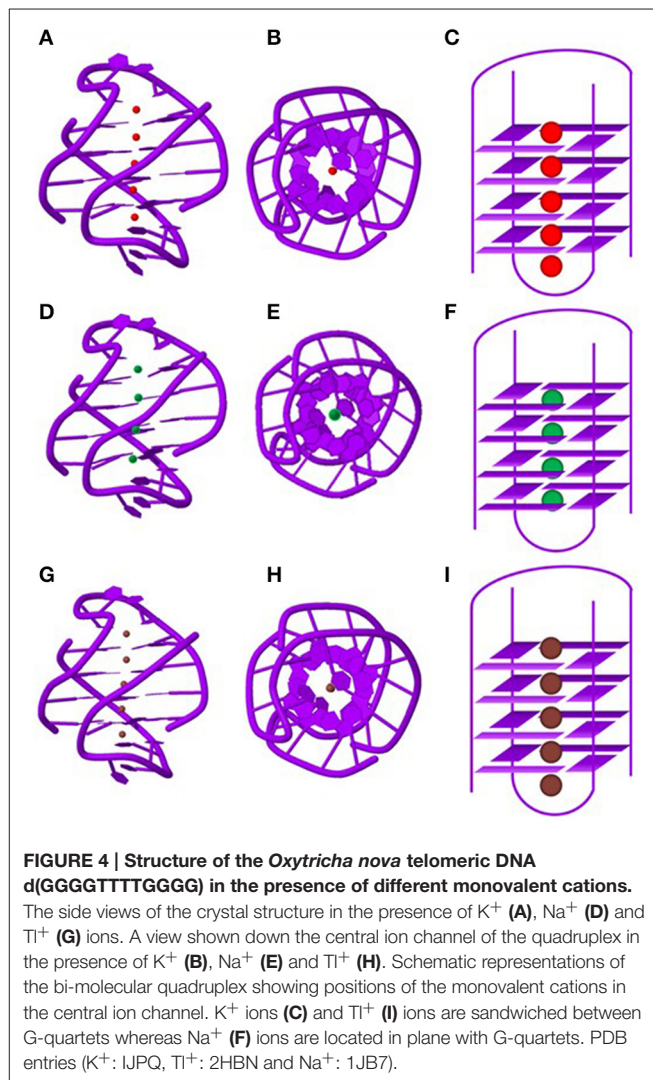 A
B
C
D
E
F
G
H
I
FIGURE 4 | Structure of the Oxytricha nova telomeric DNA
d(GGGGTTTTGGGG) in the presence of different monovalent cations.
The side views of the crystal structure in the presence of K⁺ (A), Na⁺ (D) and
Tl⁺ (G) ions. A view shown down the central ion channel of the quadruplex in
the presence of K⁺ (B), Na⁺ (E) and Tl⁺ (H). Schematic representations of
the bi-molecular quadruplex showing positions of the monovalent cations in
the central ion channel. K⁺ ions (C) and Tl⁺ (I) ions are sandwiched between
G-quartets whereas Na⁺ (F) ions are located in plane with G-quartets. PDB
entries (K⁺: IJPQ, Tl⁺: 2HBN and Na⁺: 1JB7).